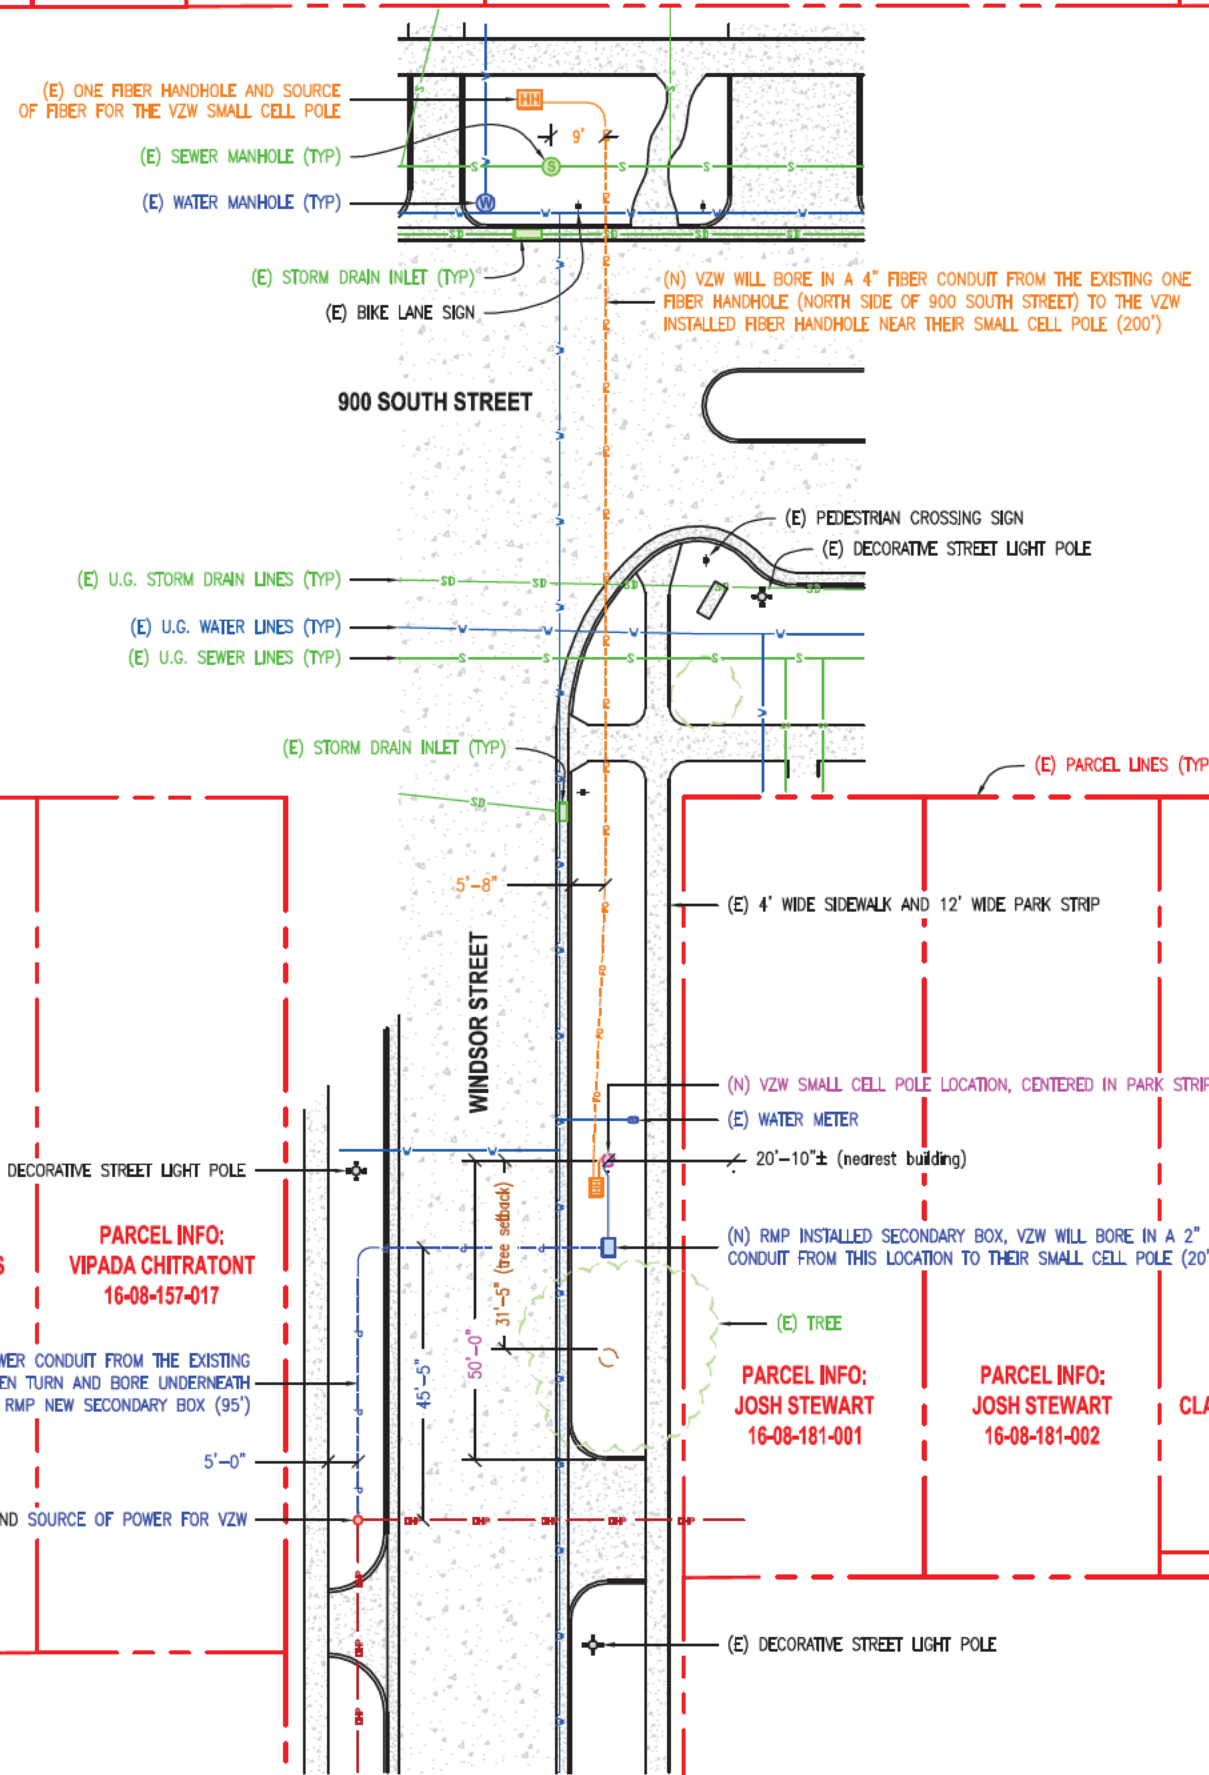 (E) ONE FIBER HANDHOLE AND SOURCE
OF FIBER FOR THE VZW SMALL CELL POLE
HH
9'
(E) SEWER MANHOLE (TYP)
S
(E) WATER MANHOLE (TYP)
W
(E) STORM DRAIN INLET (TYP)
(E) BIKE LANE SIGN
(N) VZW WILL BORE IN A 4" FIBER CONDUIT FROM THE EXISTING ONE
FIBER HANDHOLE (NORTH SIDE OF 900 SOUTH STREET) TO THE VZW
INSTALLED FIBER HANDHOLE NEAR THEIR SMALL CELL POLE (200')
900 SOUTH STREET
(E) PEDESTRIAN CROSSING SIGN
(E) DECORATIVE STREET LIGHT POLE
(E) U.G. STORM DRAIN LINES (TYP)
(E) U.G. WATER LINES (TYP)
(E) U.G. SEWER LINES (TYP)
(E) STORM DRAIN INLET (TYP)
(E) PARCEL LINES (TYP
5'-8"
(E) 4' WIDE SIDEWALK AND 12' WIDE PARK STRIP
WINDSOR STREET
(N) VZW SMALL CELL POLE LOCATION, CENTERED IN PARK STRIP
(E) WATER METER
20'-10"± (nearest building)
DECORATIVE STREET LIGHT POLE
(N) RMP INSTALLED SECONDARY BOX, VZW WILL BORE IN A 2"
CONDUIT FROM THIS LOCATION TO THEIR SMALL CELL POLE (20'
PARCEL INFO:
VIPADA CHITRATONT
16-08-157-017
S
31'-5" (tree setback)
50'-0"
45'-5"
(E) TREE
WER CONDUIT FROM THE EXISTING
EN TURN AND BORE UNDERNEATH
RMP NEW SECONDARY BOX (95')
PARCEL INFO:
JOSH STEWART
16-08-181-001
PARCEL INFO:
JOSH STEWART
16-08-181-002
CLA
5'-0"
ND SOURCE OF POWER FOR VZW
OHP OHP OHP OHP OHP
(E) DECORATIVE STREET LIGHT POLE